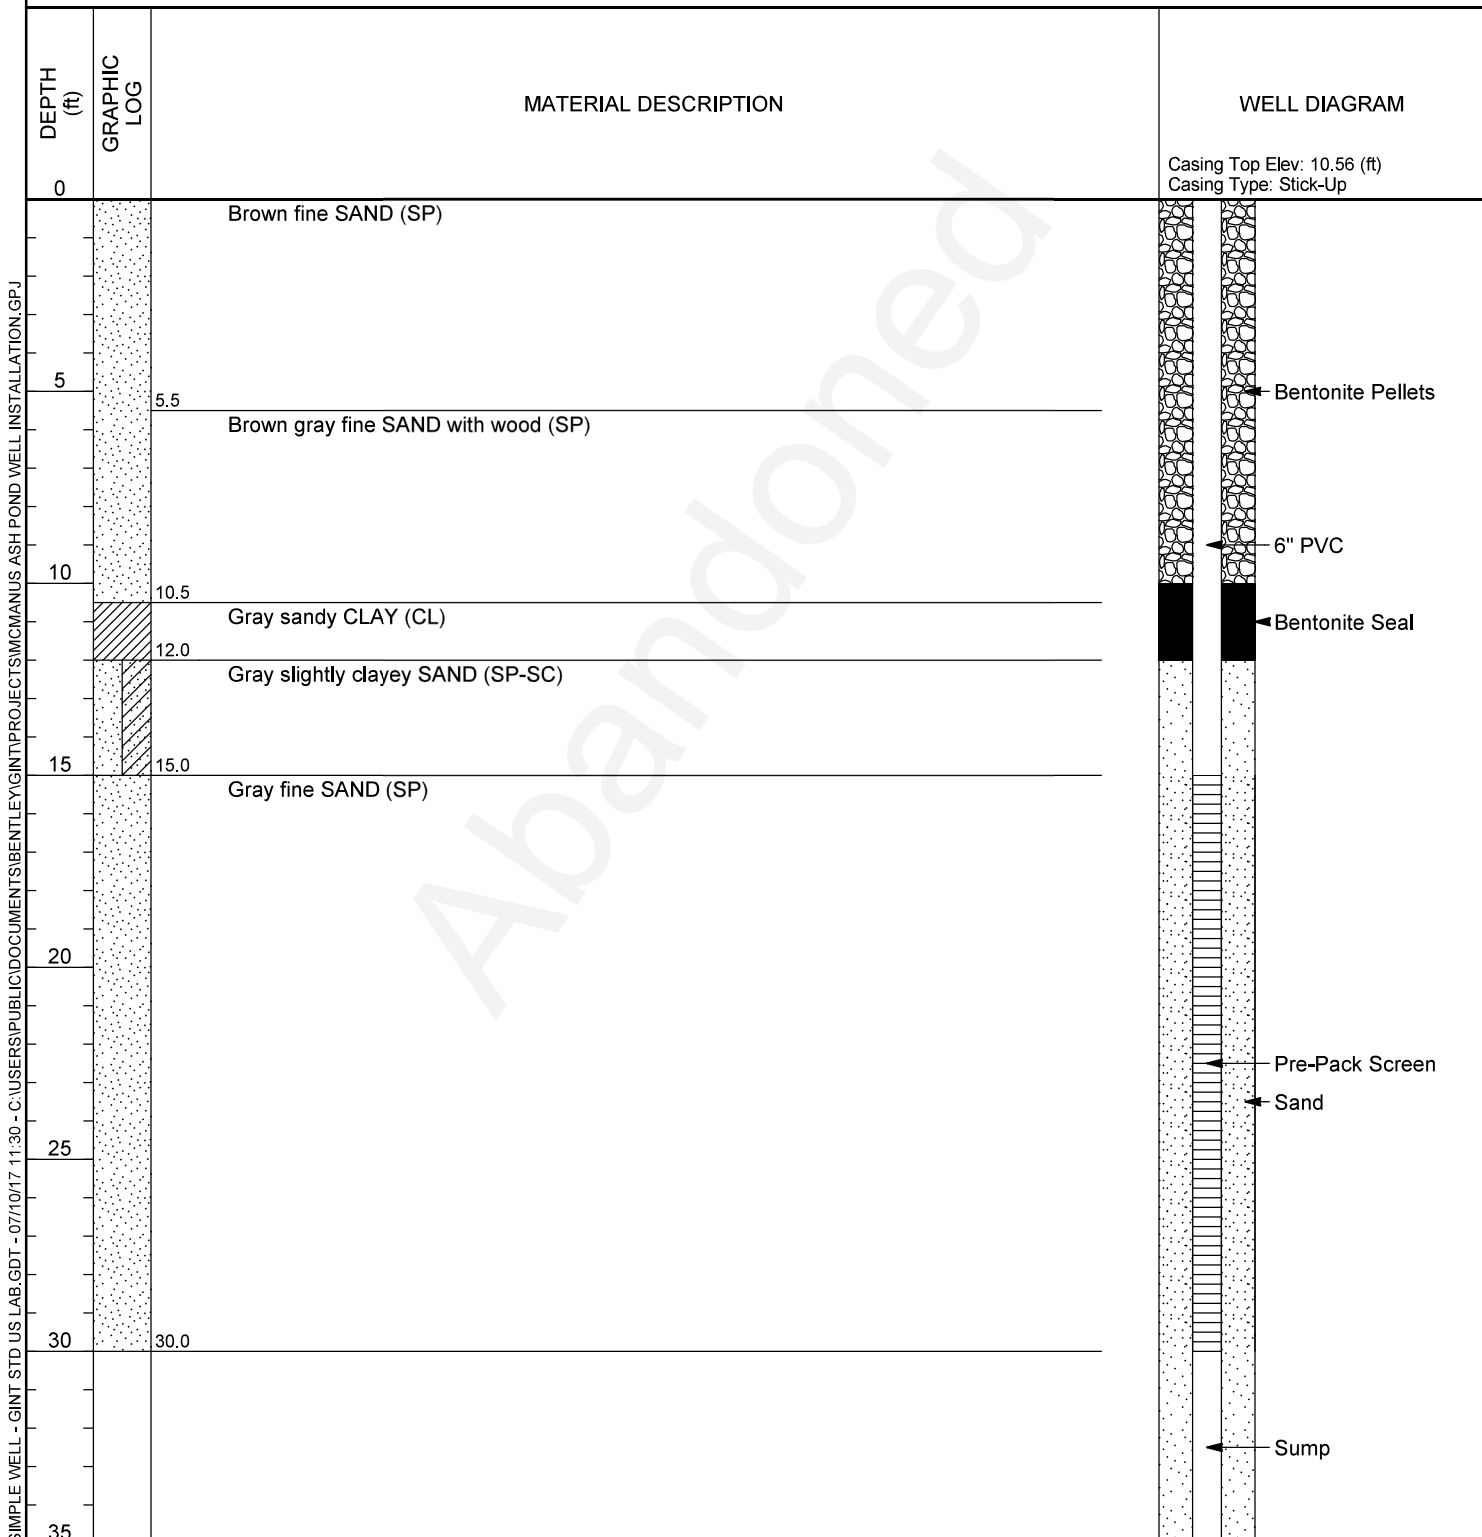 DEPTH
(ft)
GRAPHIC
LOG
MATERIAL DESCRIPTION
WELL DIAGRAM
Casing Top Elev: 10.56 (ft)
Casing Type: Stick-Up
0
Brown fine SAND (SP)
5
5.5
Bentonite Pellets
Brown gray fine SAND with wood (SP)
6" PVC
10
10.5
Gray sandy CLAY (CL)
Bentonite Seal
12.0
Gray slightly clayey SAND (SP-SC)
15
15.0
Gray fine SAND (SP)
20
Pre-Pack Screen
Sand
25
30
30.0
Sump
35
Abandoned
SIMPLE WELL - GINT STD US LAB.GDT - 07/10/17 11:30 - C:\USERS\PUBLIC\DOCUMENTS\BENTLEY\GINT\PROJECTS\MCMANUS ASH POND WELL INSTALLATION.GPJ